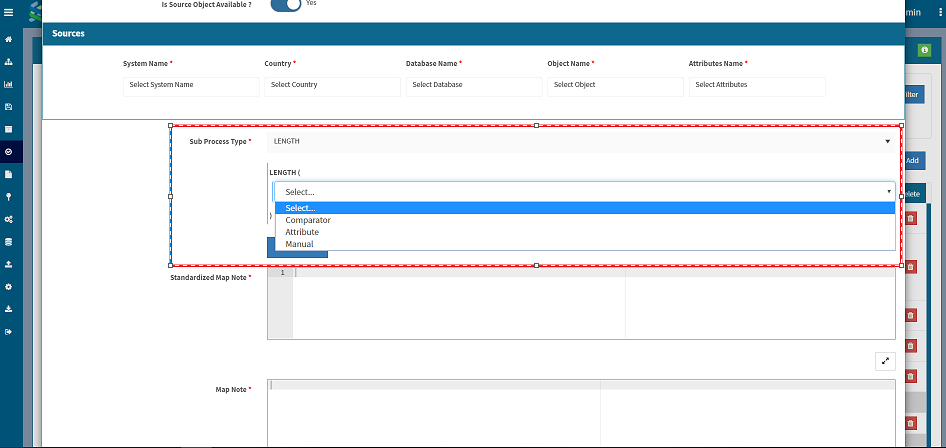 Is Source Object Available ? Yes
min
Sources
System Name * Country * Database Name * Object Name * Attributes Name *
Select System Name Select Country Select Database Select Object Select Attributes
ilter
Sub Process Type * LENGTH
Add
LENGTH (
Select...
elete
Select...
)
Comparator
Attribute
Manual
Standardized Map Note * 1
Map Note *